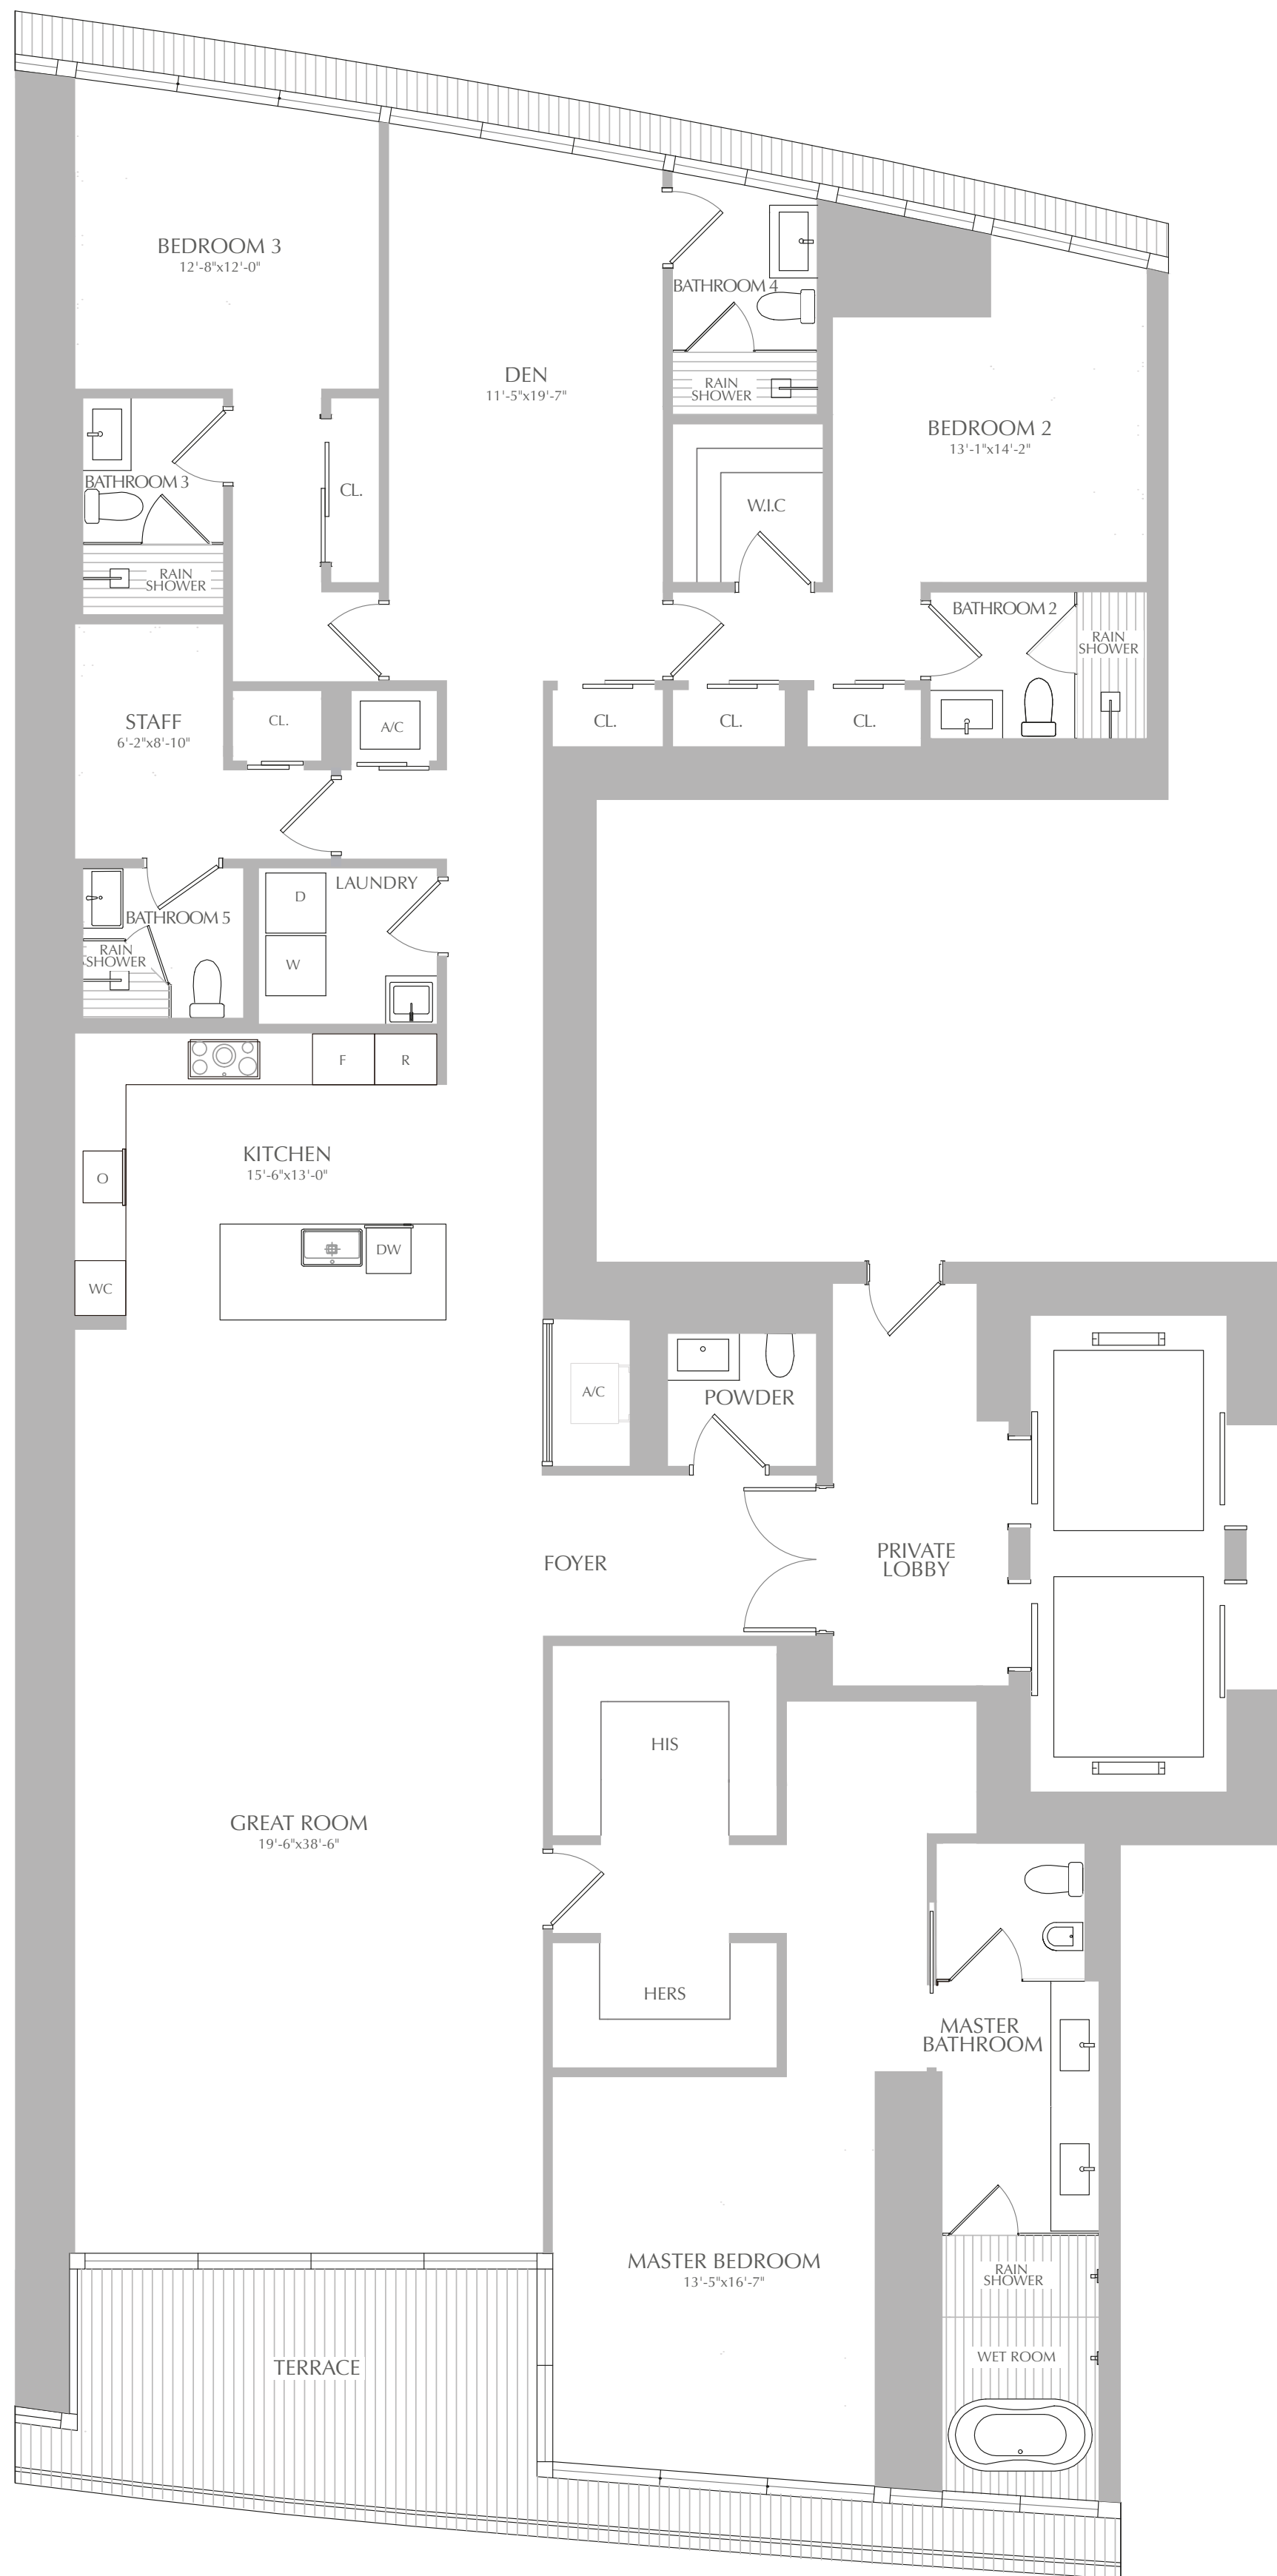 BEDROOM 3
12'-8"x12'-0"
BATHROOM 4
DEN
11'-5"x19'-7"
RAIN
SHOWER
BEDROOM 2
13'-1"x14'-2"
BATHROOM 3
CL.
W.I.C
RAIN
SHOWER
BATHROOM 2
RAIN
SHOWER
STAFF
6'-2"x8'-10"
CL.
A/C
CL.
CL.
CL.
LAUNDRY
D
BATHROOM 5
RAIN
SHOWER
W
F
R
KITCHEN
15'-6"x13'-0"
O
DW
WC
A/C
POWDER
FOYER
PRIVATE
LOBBY
HIS
GREAT ROOM
19'-6"x38'-6"
HERS
MASTER
BATHROOM
MASTER BEDROOM
13'-5"x16'-7"
RAIN
SHOWER
WET ROOM
TERRACE